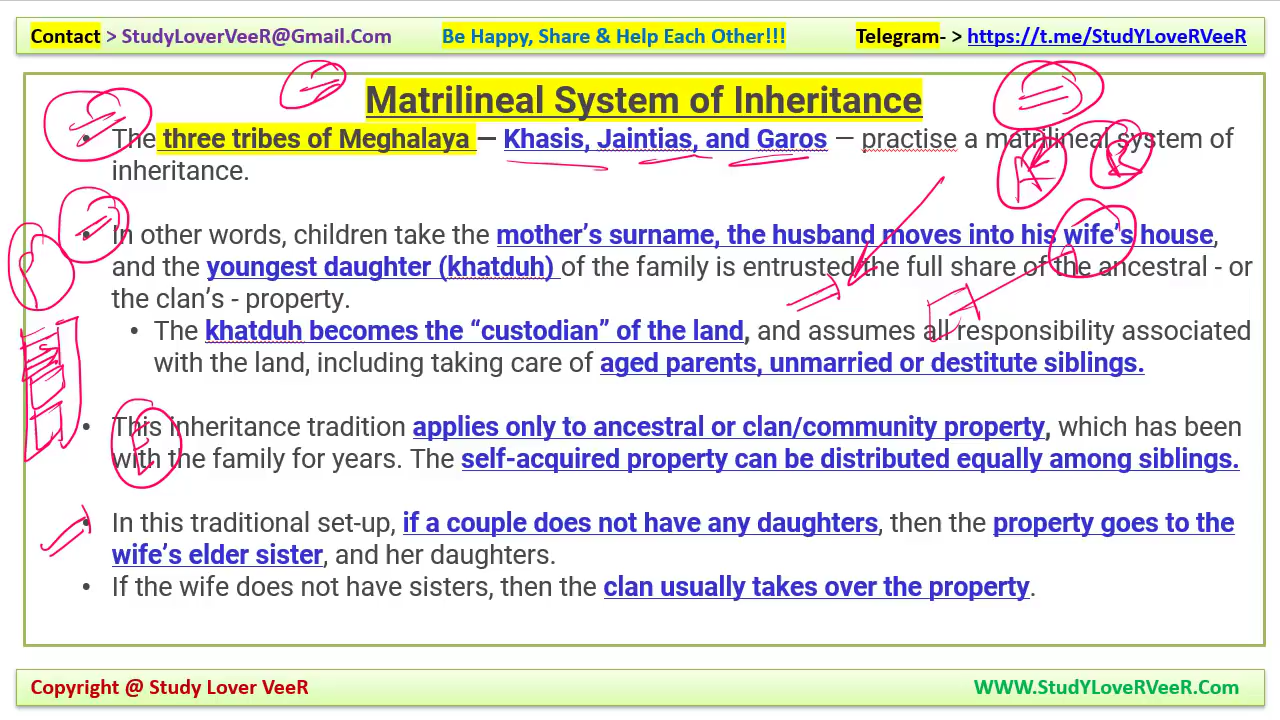 Contact > StudyLoverVeeR@Gmail.Com Be Happy, Share & Help Each Other!!! Telegram- > https://t.me/StudYLoveRVeeR
Matrilineal System of Inheritance
• The three tribes of Meghalaya — Khasis, Jaintias, and Garos — practise a matrilineal system of
inheritance.
• In other words, children take the mother's surname, the husband moves into his wife's house,
and the youngest daughter (khatduh) of the family is entrusted the full share of the ancestral - or
the clan's - property.
• The khatduh becomes the “custodian” of the land, and assumes all responsibility associated
with the land, including taking care of aged parents, unmarried or destitute siblings.
• This inheritance tradition applies only to ancestral or clan/community property, which has been
with the family for years. The self-acquired property can be distributed equally among siblings.
• In this traditional set-up, if a couple does not have any daughters, then the property goes to the
wife's elder sister, and her daughters.
• If the wife does not have sisters, then the clan usually takes over the property.
Copyright @ Study Lover VeeR WWW.StudYLoveRVeeR.Com